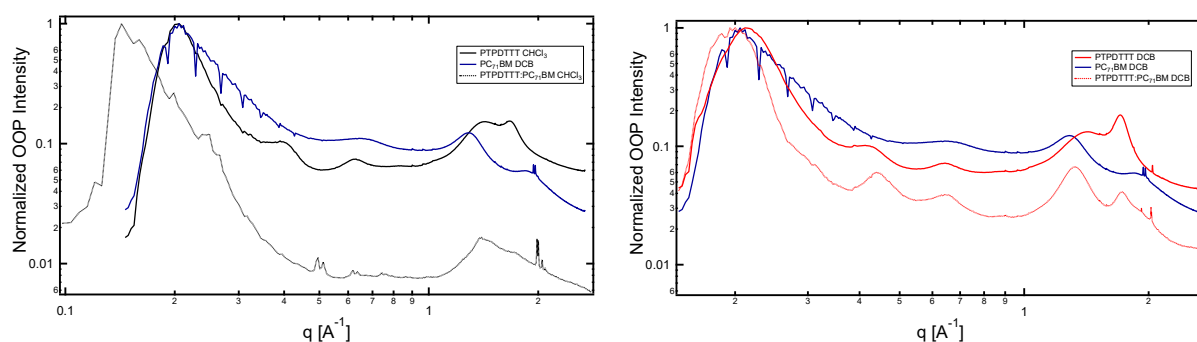 Normalized OOP Intensity
1
6
5
4
3
2
0.1
6
5
4
3
2
0.01
6
PTPDTTT CHCl₃
PC₇₁BM DCB
PTPDTTT:PC₇₁BM CHCl₃
0.1 2 3 4 5 6 7 8 9 1 2
q [A⁻¹]
Normalized OOP Intensity
1
6
5
4
3
2
0.1
6
5
4
3
2
0.01
6
PTPDTTT DCB
PC₇₁BM DCB
PTPDTTT:PC₇₁BM DCB
2 3 4 5 6 7 8 9 1 2
q [A⁻¹]